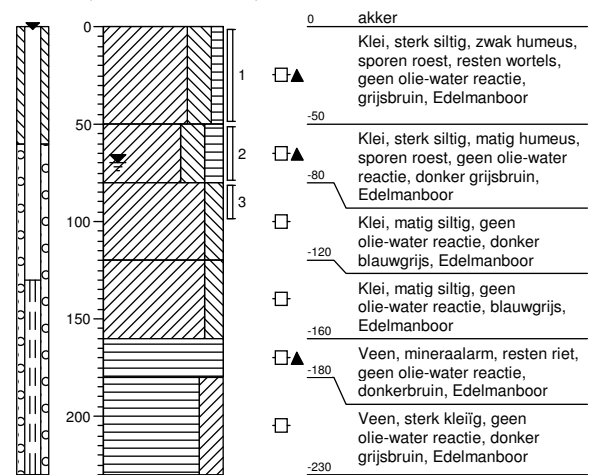 0 akker
0
Klei, sterk siltig, zwak humeus,
sporen roest, resten wortels,
geen olie-water reactie,
grijsbruin, Edelmanboor
1
-50
50
Klei, sterk siltig, matig humeus,
sporen roest, geen olie-water
reactie, donker grijsbruin,
Edelmanboor
2
-80
3
100
Klei, matig siltig, geen
olie-water reactie, donker
blauwgrijs, Edelmanboor
-120
Klei, matig siltig, geen
olie-water reactie, blauwgrijs,
Edelmanboor
150
-160
Veen, mineraalarm, resten riet,
geen olie-water reactie,
donkerbruin, Edelmanboor
-180
200
Veen, sterk kleiïg, geen
olie-water reactie, donker
grijsbruin, Edelmanboor
-230